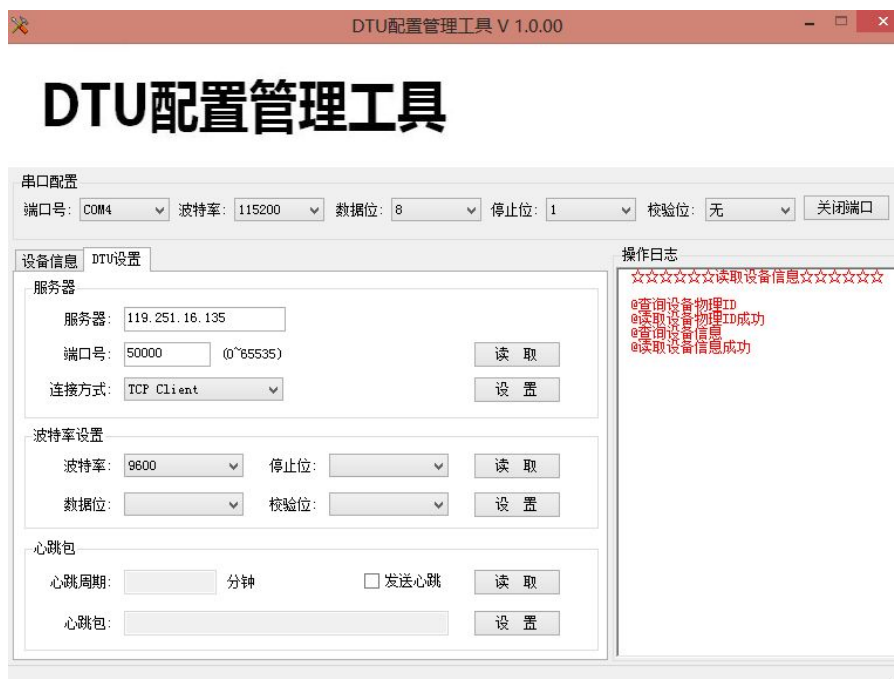 DTU配置管理工具 V 1.0.00
DTU配置管理工具
串口配置
端口号: COM4 波特率: 115200 数据位: 8 停止位: 1 校验位: 无 关闭端口
设备信息 DTU设置
服务器
服务器: 119.251.16.135
端口号: 50000 (0~65535) 读 取
连接方式: TCP Client 设 置
波特率设置
波特率: 9600 停止位: 读 取
数据位: 校验位: 设 置
心跳包
心跳周期: 分钟 发送心跳 读 取
心跳包: 设 置
操作日志
☆☆☆☆☆☆读取设备信息☆☆☆☆☆☆
@查询设备物理ID
@读取设备物理ID成功
@查询设备信息
@读取设备信息成功